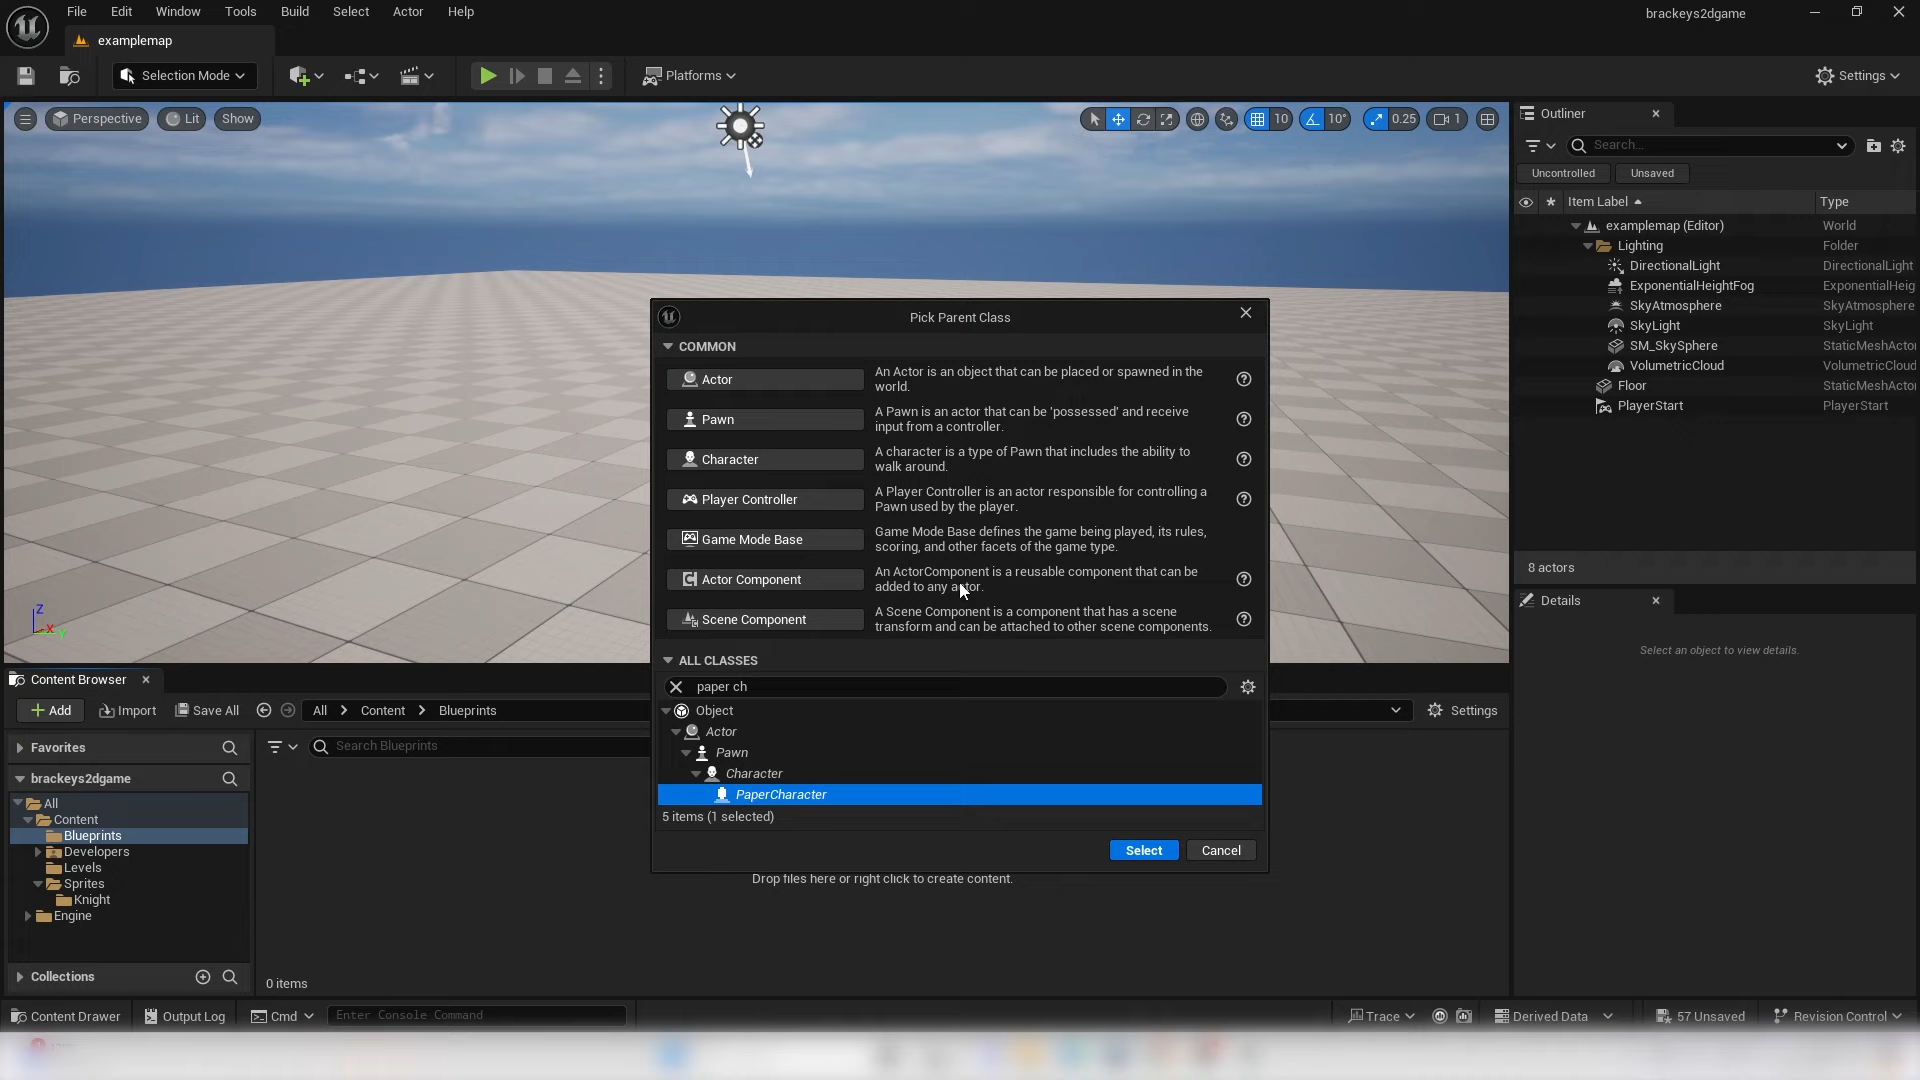 File Edit Window Tools Build Select Actor Help
brackeys2dgame
examplemap
Selection Mode
Platforms
Settings
Perspective
Lit
Show
10
10°
0.25
1
Outliner
Search...
Uncontrolled
Unsaved
Item Label
Type
examplemap (Editor)
World
Lighting
Folder
DirectionalLight
DirectionalLight
ExponentialHeightFog
ExponentialHeig
SkyAtmosphere
SkyAtmosphere
SkyLight
SkyLight
SM_SkySphere
StaticMeshActo
VolumetricCloud
VolumetricCloud
Floor
StaticMeshActo
PlayerStart
PlayerStart
8 actors
Details
Select an object to view details.
Z
X
Y
Pick Parent Class
COMMON
Actor
An Actor is an object that can be placed or spawned in the
world.
Pawn
A Pawn is an actor that can be 'possessed' and receive
input from a controller.
Character
A character is a type of Pawn that includes the ability to
walk around.
Player Controller
A Player Controller is an actor responsible for controlling a
Pawn used by the player.
Game Mode Base
Game Mode Base defines the game being played, its rules,
scoring, and other facets of the game type.
Actor Component
An ActorComponent is a reusable component that can be
added to any actor.
Scene Component
A Scene Component is a component that has a scene
transform and can be attached to other scene components.
ALL CLASSES
paper ch
Object
Actor
Pawn
Character
PaperCharacter
5 items (1 selected)
Select
Cancel
Content Browser
Add
Import
Save All
All
Content
Blueprints
Settings
Favorites
Search Blueprints
brackeys2dgame
All
Content
Blueprints
Developers
Levels
Sprites
Knight
Engine
Drop files here or right click to create content.
Collections
0 items
Content Drawer
Output Log
Cmd
Enter Console Command
Trace
Derived Data
57 Unsaved
Revision Control